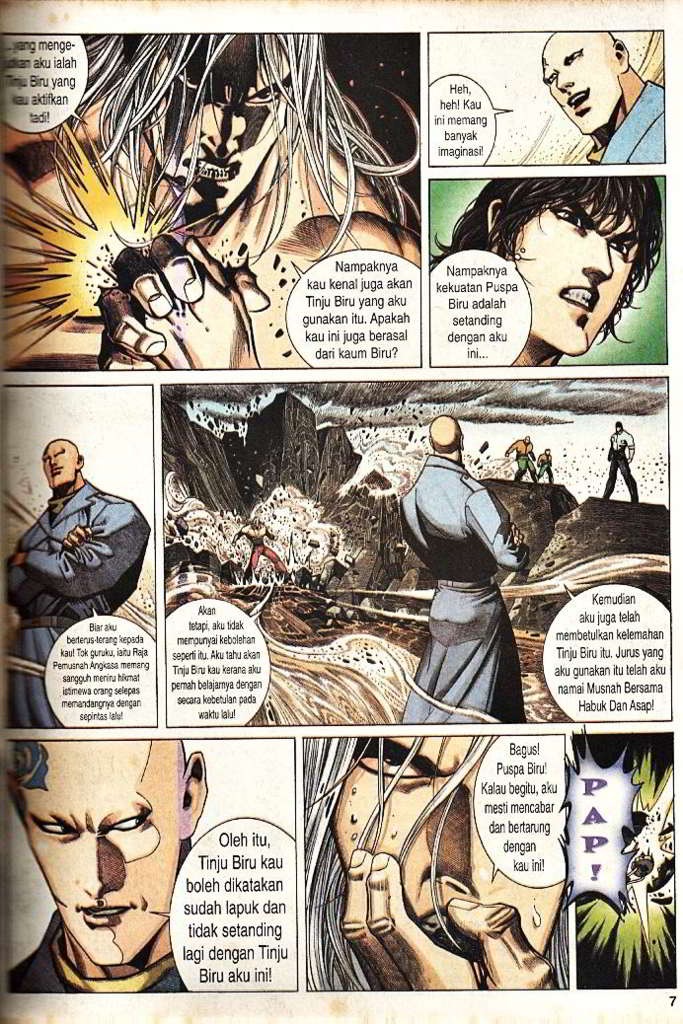 ...yang menge-
judkan aku ialah
Tinju Biru yang
kau aktifkan
tadi!
Nampaknya
kau kenal juga akan
Tinju Biru yang aku
gunakan itu. Apakah
kau ini juga berasal
dari kaum Biru?
Heh,
heh! Kau
ini memang
banyak
imaginasi!
Nampaknya
kekuatan Puspa
Biru adalah
setanding
dengan aku
ini...
Biar aku
berterus-terang kepada
kau! Tok guruku, iaitu Raja
Pemusnah Angkasa memang
sangguh meniru hikmat
istimewa orang selepas
memandangnya dengan
sepintas lalu!
Akan
tetapi, aku tidak
mempunyai kebolehan
seperti itu. Aku tahu akan
Tinju Biru kau kerana aku
pernah belajarnya dengan
secara kebetulan pada
waktu lalu!
Kemudian
aku juga telah
membetulkan kelemahan
Tinju Biru itu. Jurus yang
aku gunakan itu telah aku
namai Musnah Bersama
Habuk Dan Asap!
Oleh itu,
Tinju Biru kau
boleh dikatakan
sudah lapuk dan
tidak setanding
lagi dengan Tinju
Biru aku ini!
Bagus!
Puspa Biru!
Kalau begitu, aku
mesti mencabar
dan bertarung
dengan
kau ini!
PAP!
7